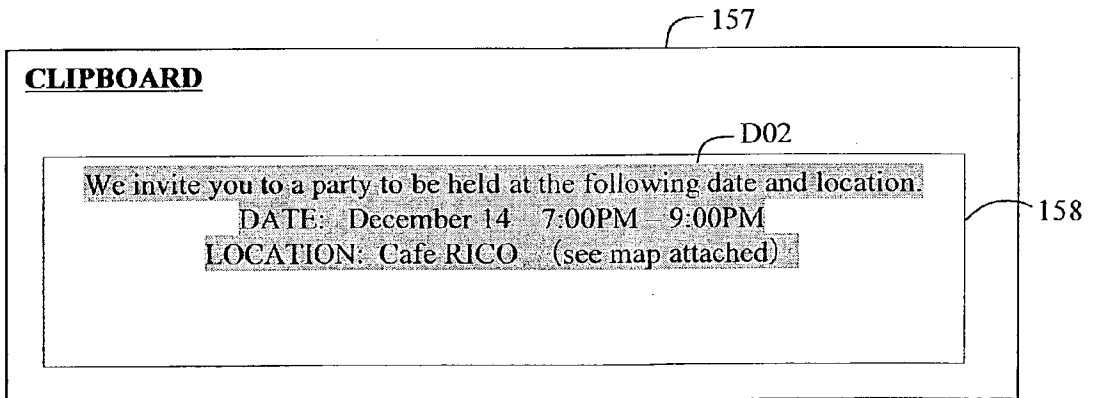 157
CLIPBOARD
D02
We invite you to a party to be held at the following date and location.
DATE: December 14 7:00PM – 9:00PM
LOCATION: Cafe RICO (see map attached)
158